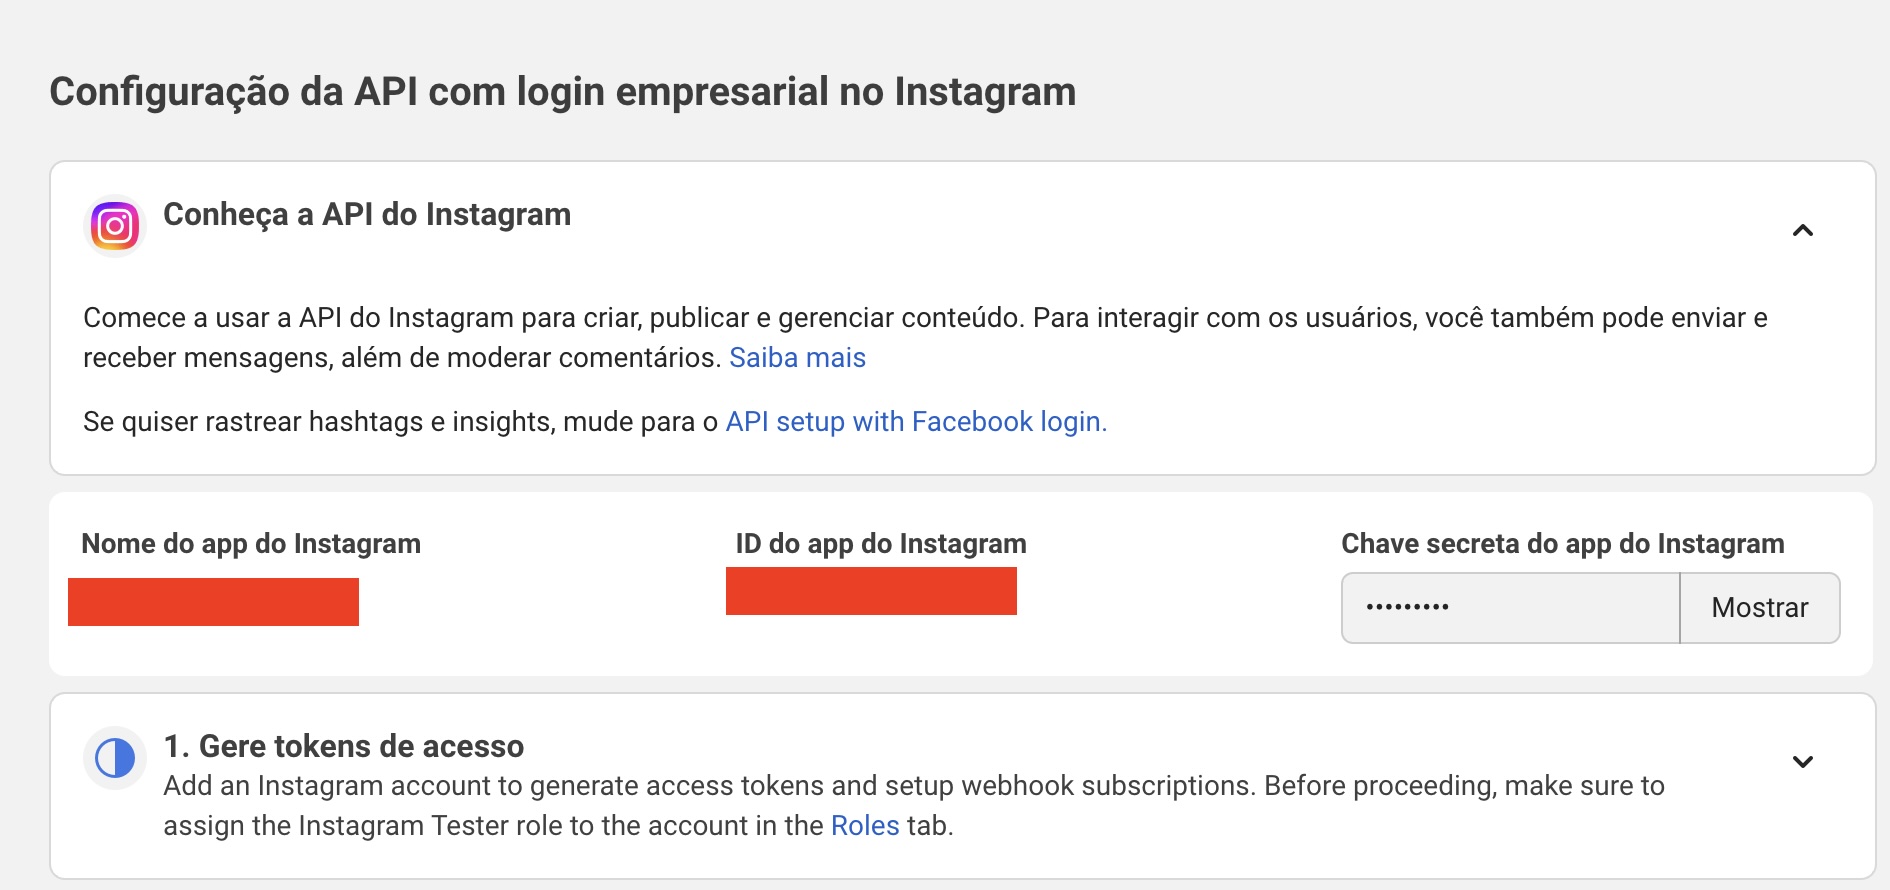 Configuração da API com login empresarial no Instagram
Conheça a API do Instagram
Comece a usar a API do Instagram para criar, publicar e gerenciar conteúdo. Para interagir com os usuários, você também pode enviar e
receber mensagens, além de moderar comentários. Saiba mais
Se quiser rastrear hashtags e insights, mude para o API setup with Facebook login.
Nome do app do Instagram
ID do app do Instagram
Chave secreta do app do Instagram
•••••••••
Mostrar
1. Gere tokens de acesso
Add an Instagram account to generate access tokens and setup webhook subscriptions. Before proceeding, make sure to
assign the Instagram Tester role to the account in the Roles tab.